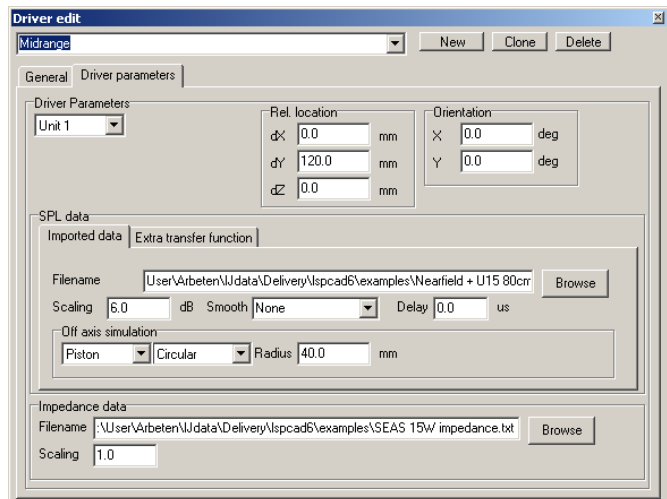 Driver edit
Midrange New Clone Delete
General Driver parameters
Driver Parameters
Unit 1
Rel. location
dX 0.0 mm
dY 120.0 mm
dZ 0.0 mm
Orientation
X 0.0 deg
Y 0.0 deg
SPL data
Imported data Extra transfer function
Filename User\Arbeten\IJdata\Delivery\lspcad6\examples\Nearfield + U15 80cm Browse
Scaling 6.0 dB Smooth None Delay 0.0 us
Off axis simulation
Piston Circular Radius 40.0 mm
Impedance data
Filename :\User\Arbeten\IJdata\Delivery\lspcad6\examples\SEAS 15W impedance.txt Browse
Scaling 1.0